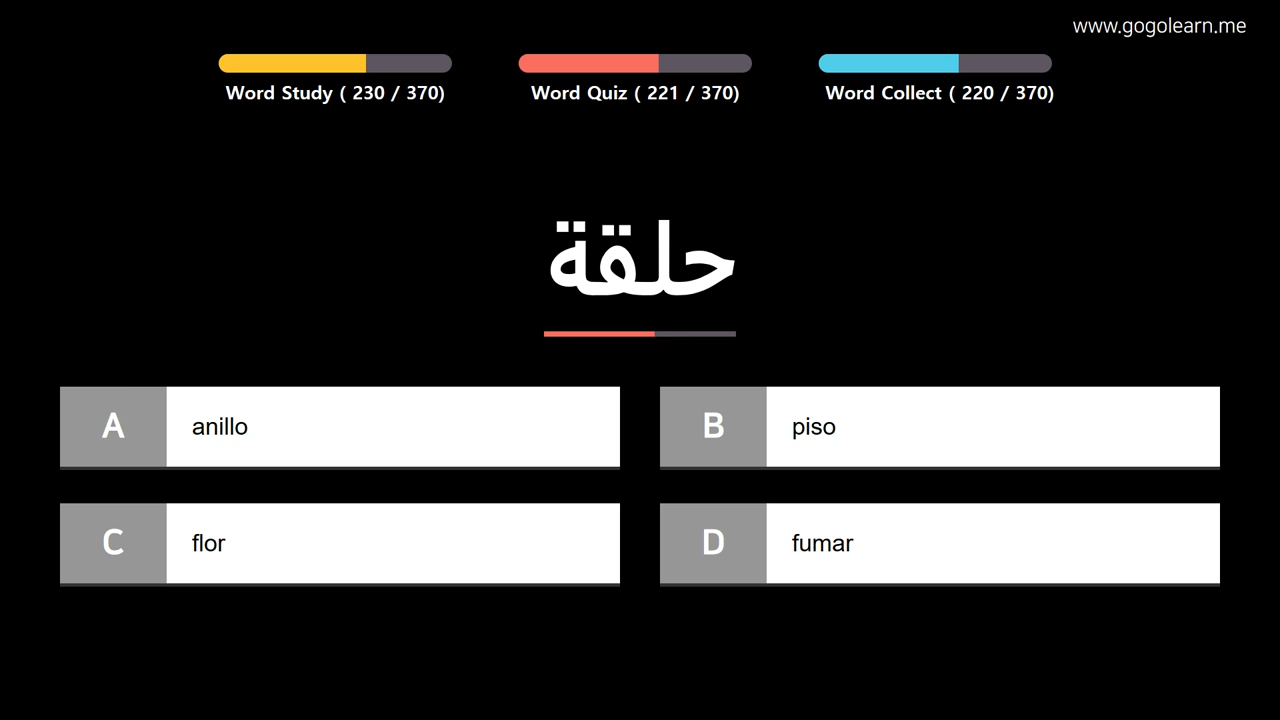 www.gogolearn.me
Word Study ( 230 / 370)
Word Quiz ( 221 / 370)
Word Collect ( 220 / 370)
حلقة
A anillo
B piso
C flor
D fumar